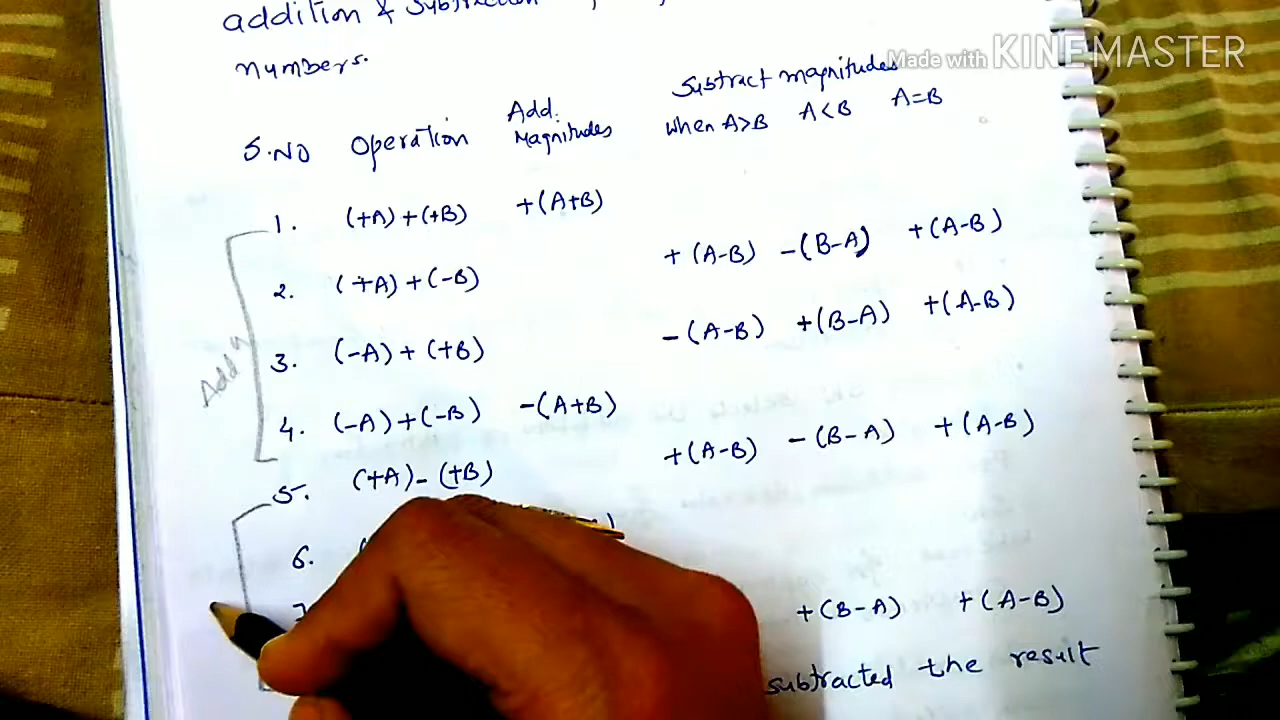 addition & Subtraction
numbers.
Made with KINEMASTER
S.NO Operation Add. Magnitudes Subtract magnitudes
when A>B A<B A=B
1. (+A)+(+B) +(A+B)
2. (+A)+(-B) +(A-B) -(B-A) +(A-B)
3. (-A)+(+B) -(A-B) +(B-A) +(A-B)
4. (-A)+(-B) -(A+B)
5. (+A)-(+B) +(A-B) -(B-A) +(A-B)
6.
7 +(B-A) +(A-B)
subtracted the result